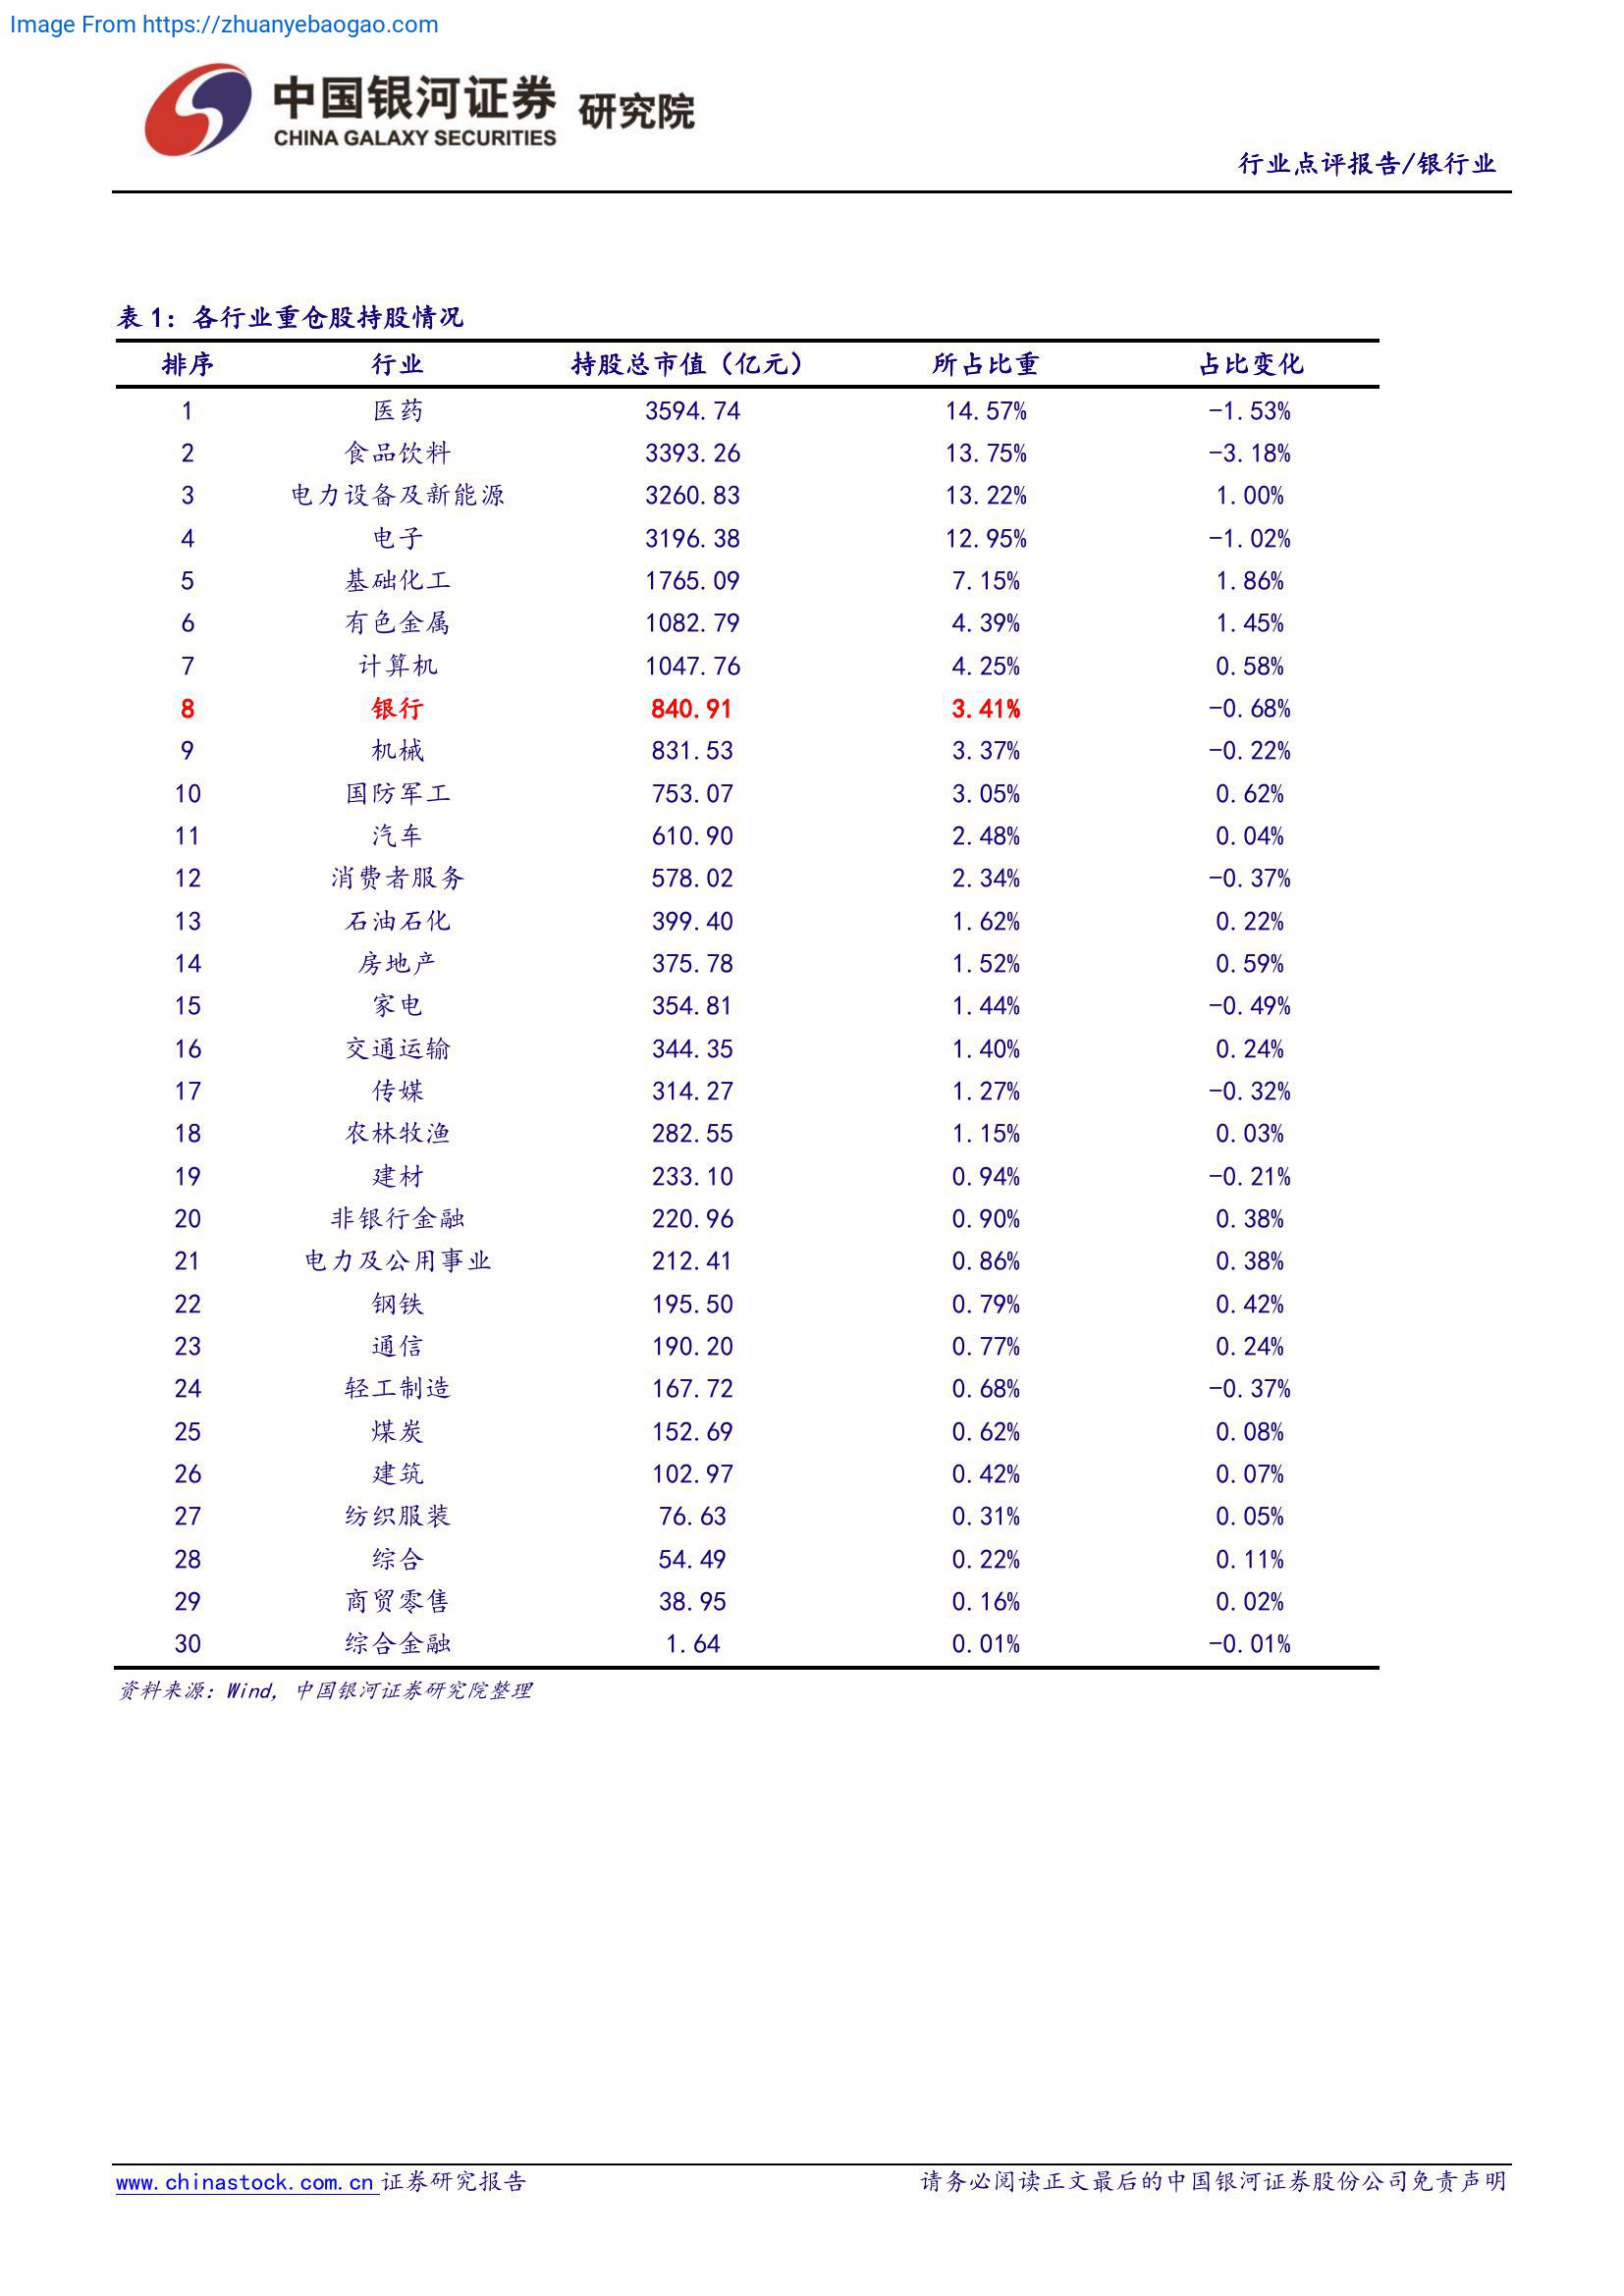 Image From https://zhuanyebaogao.com
中国银河证券 研究院
CHINA GALAXY SECURITIES
行业点评报告/银行业
表 1：各行业重仓股持股情况
排序 行业 持股总市值（亿元） 所占比重 占比变化
1 医药 3594.74 14.57% -1.53%
2 食品饮料 3393.26 13.75% -3.18%
3 电力设备及新能源 3260.83 13.22% 1.00%
4 电子 3196.38 12.95% -1.02%
5 基础化工 1765.09 7.15% 1.86%
6 有色金属 1082.79 4.39% 1.45%
7 计算机 1047.76 4.25% 0.58%
8 银行 840.91 3.41% -0.68%
9 机械 831.53 3.37% -0.22%
10 国防军工 753.07 3.05% 0.62%
11 汽车 610.90 2.48% 0.04%
12 消费者服务 578.02 2.34% -0.37%
13 石油石化 399.40 1.62% 0.22%
14 房地产 375.78 1.52% 0.59%
15 家电 354.81 1.44% -0.49%
16 交通运输 344.35 1.40% 0.24%
17 传媒 314.27 1.27% -0.32%
18 农林牧渔 282.55 1.15% 0.03%
19 建材 233.10 0.94% -0.21%
20 非银行金融 220.96 0.90% 0.38%
21 电力及公用事业 212.41 0.86% 0.38%
22 钢铁 195.50 0.79% 0.42%
23 通信 190.20 0.77% 0.24%
24 轻工制造 167.72 0.68% -0.37%
25 煤炭 152.69 0.62% 0.08%
26 建筑 102.97 0.42% 0.07%
27 纺织服装 76.63 0.31% 0.05%
28 综合 54.49 0.22% 0.11%
29 商贸零售 38.95 0.16% 0.02%
30 综合金融 1.64 0.01% -0.01%
资料来源：Wind，中国银河证券研究院整理
www.chinastock.com.cn 证券研究报告 请务必阅读正文最后的中国银河证券股份公司免责声明